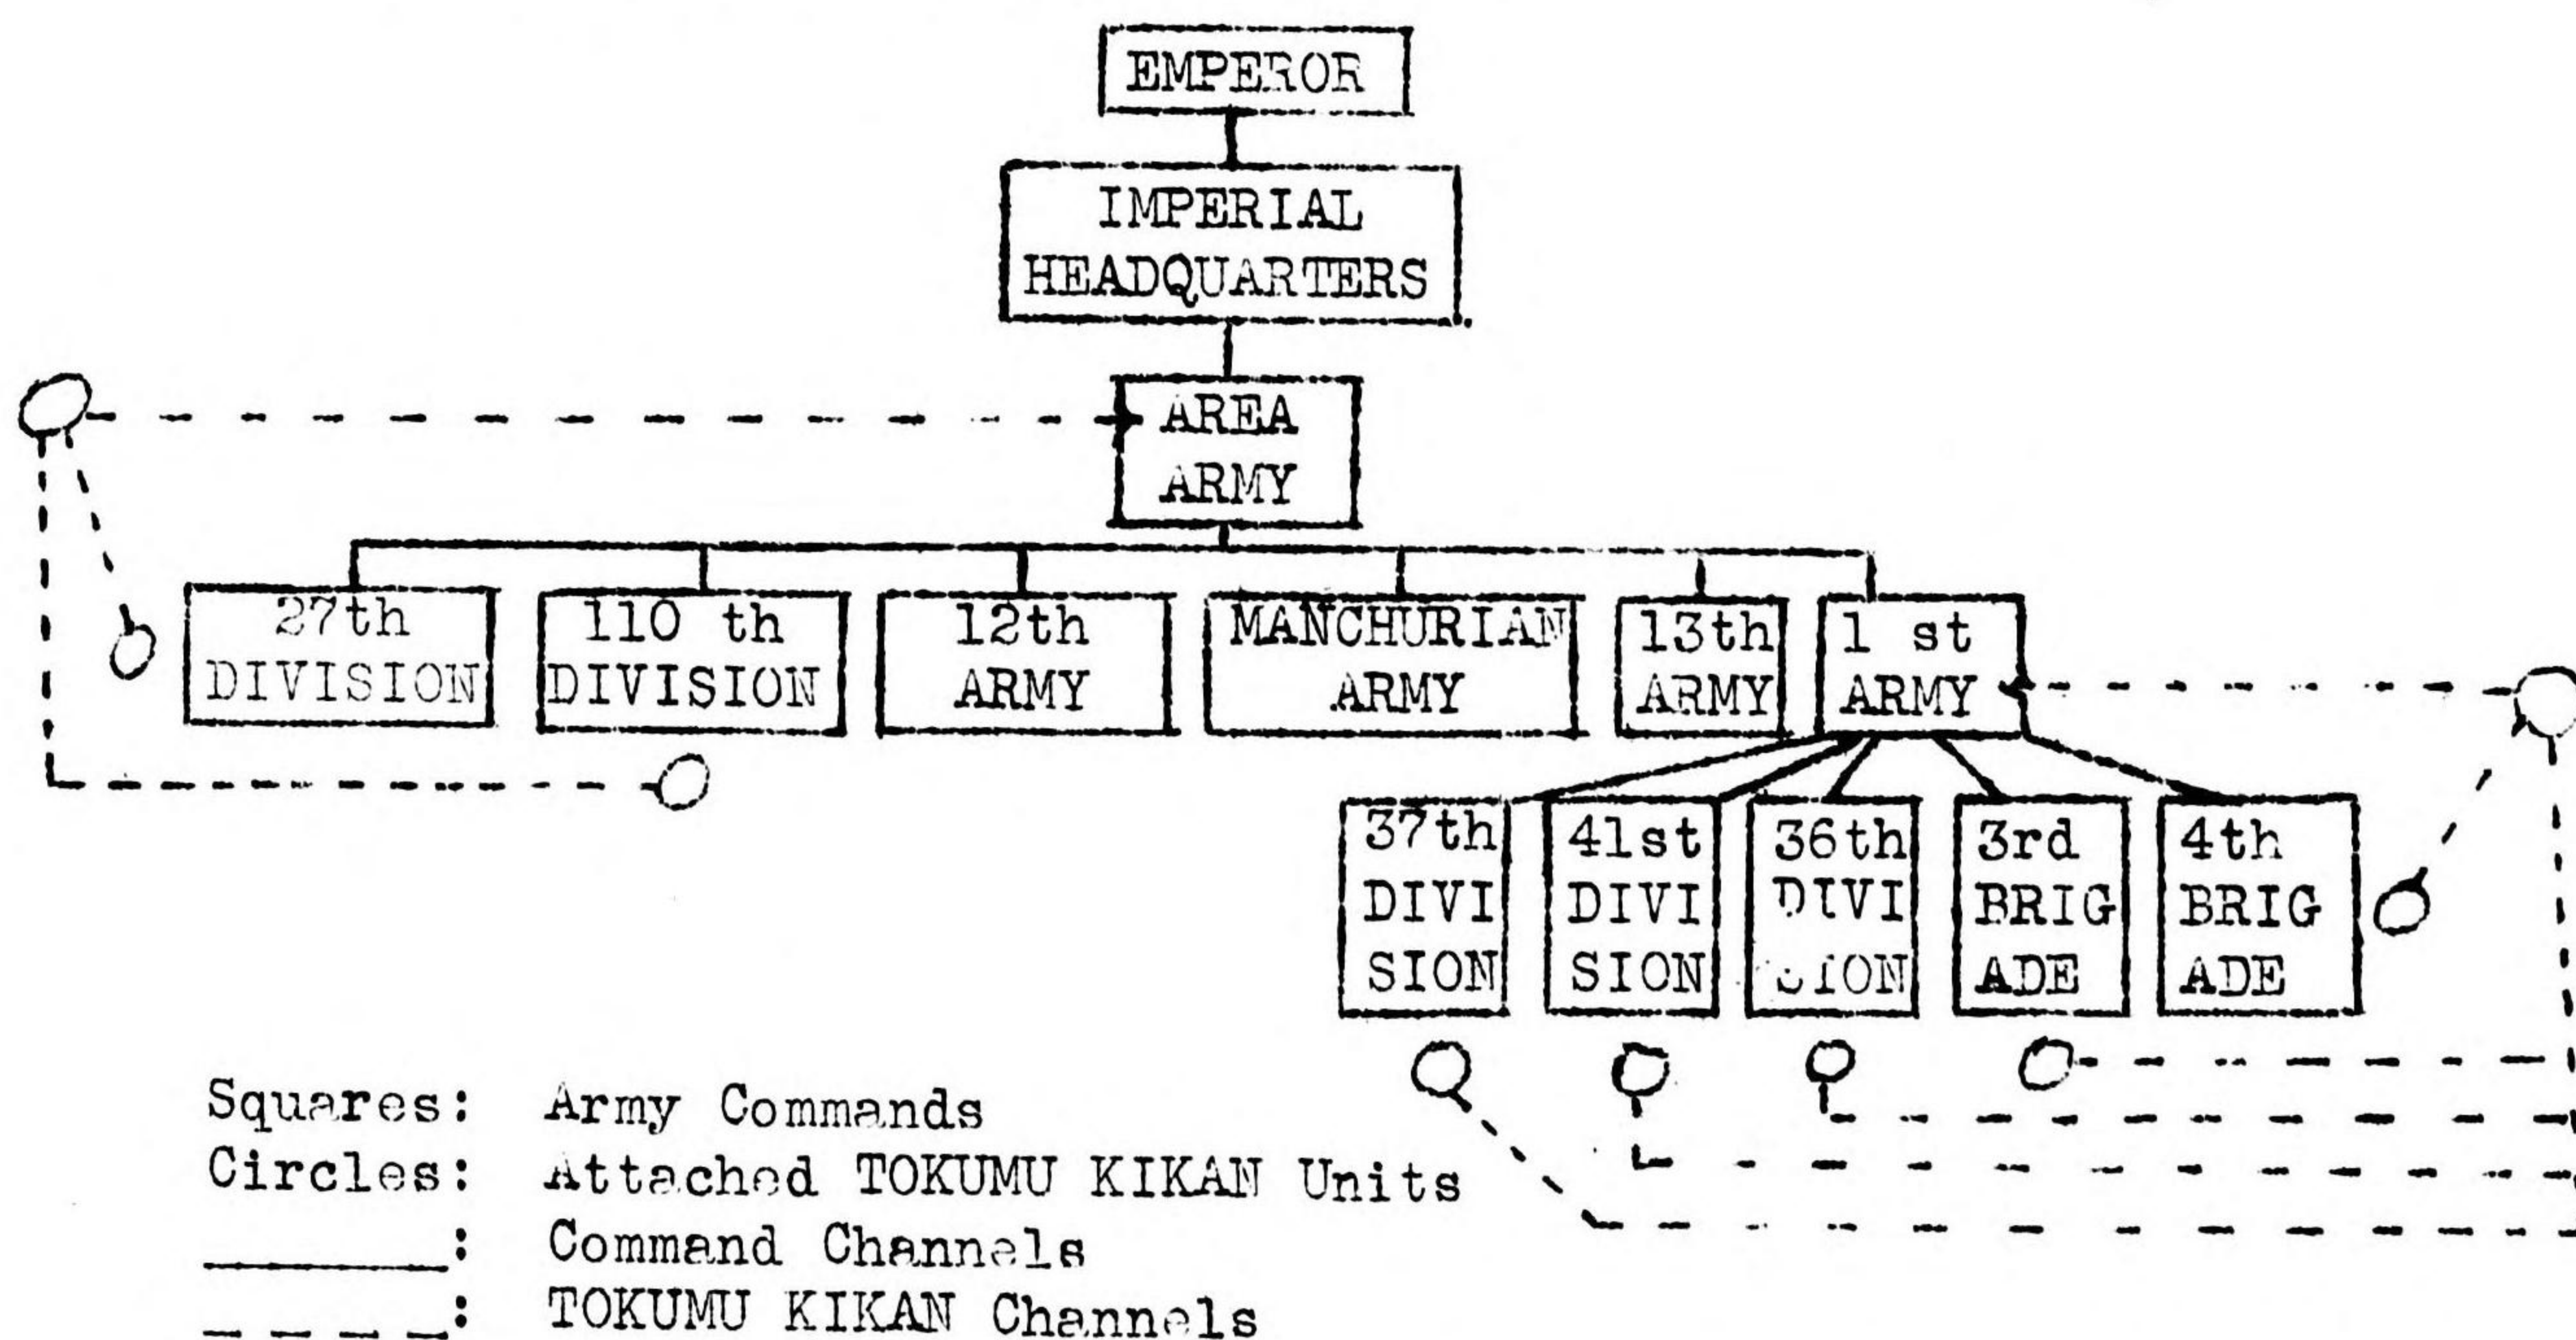 EMPEROR
IMPERIAL
HEADQUARTERS
AREA
ARMY
27th
DIVISION
110 th
DIVISION
12th
ARMY
MANCHURIAN
ARMY
13th
ARMY
1 st
ARMY
37th
DIVI
SION
41st
DIVI
SION
36th
DIVI
SION
3rd
BRIG
ADE
4th
BRIG
ADE
Squares: Army Commands
Circles: Attached TOKUMU KIKAN Units
_______: Command Channels
_ _ _ _: TOKUMU KIKAN Channels